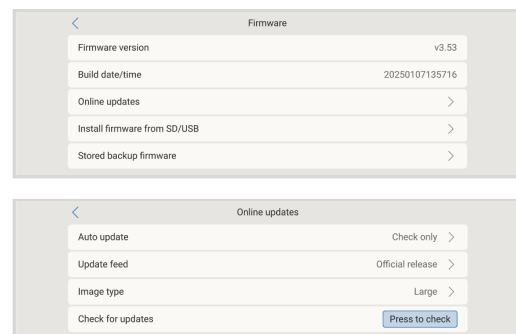 Firmware
Firmware version v3.53
Build date/time 20250107135716
Online updates
Install firmware from SD/USB
Stored backup firmware
Online updates
Auto update Check only
Update feed Official release
Image type Large
Check for updates Press to check